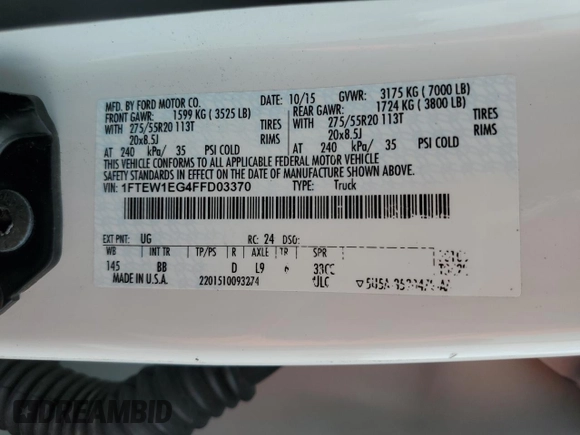 MFD. BY FORD MOTOR CO.
DATE: 10/15 GVWR: 3175 KG ( 7000 LB)
FRONT GAWR: 1599 KG ( 3525 LB)
REAR GAWR: 1724 KG ( 3800 LB)
WITH 275/55R20 113T TIRES
WITH 275/55R20 113T TIRES
20x8.5J RIMS
20x8.5J RIMS
AT 240 kPa/ 35 PSI COLD
AT 240 kPa/ 35 PSI COLD
THIS VEHICLE CONFORMS TO ALL APPLICABLE FEDERAL MOTOR VEHICLE
SAFETY STANDARDS IN EFFECT ON THE DATE OF MANUFACTURE SHOWN ABOVE.
VIN: 1FTEW1EG4FFD03370 TYPE: Truck
EXT PNT: UG RC: 24 DSO:
WB INT TR TP/PS R AXLE TR SPR
145 BB D L9
2201510093274 ULC
DREAMBID